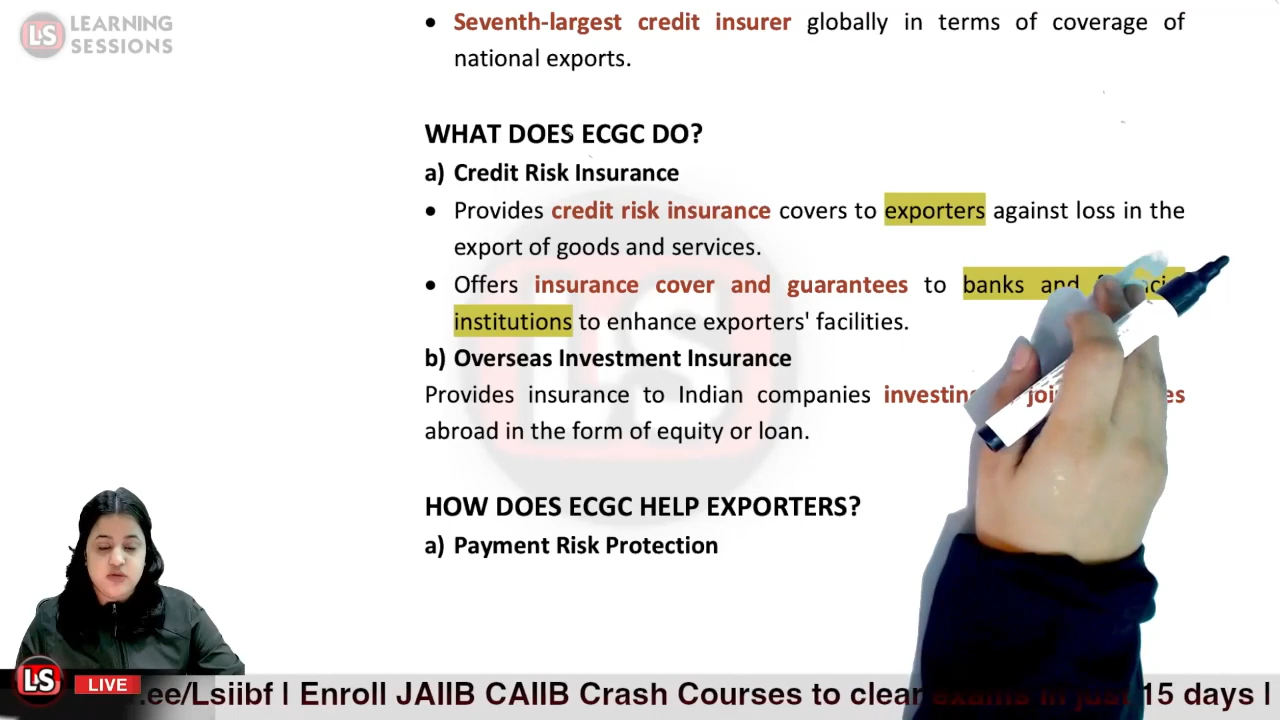 LS LEARNING
SESSIONS
• Seventh-largest credit insurer globally in terms of coverage of
national exports.
WHAT DOES ECGC DO?
a) Credit Risk Insurance
• Provides credit risk insurance covers to exporters against loss in the
export of goods and services.
• Offers insurance cover and guarantees to banks and
institutions to enhance exporters' facilities.
b) Overseas Investment Insurance
Provides insurance to Indian companies
abroad in the form of equity or loan.
HOW DOES ECGC HELP EXPORTERS?
a) Payment Risk Protection
LS LIVE .ee/Lsiibf | Enroll JAIIB CAIIB Crash Courses to clear exams in just 15 days |